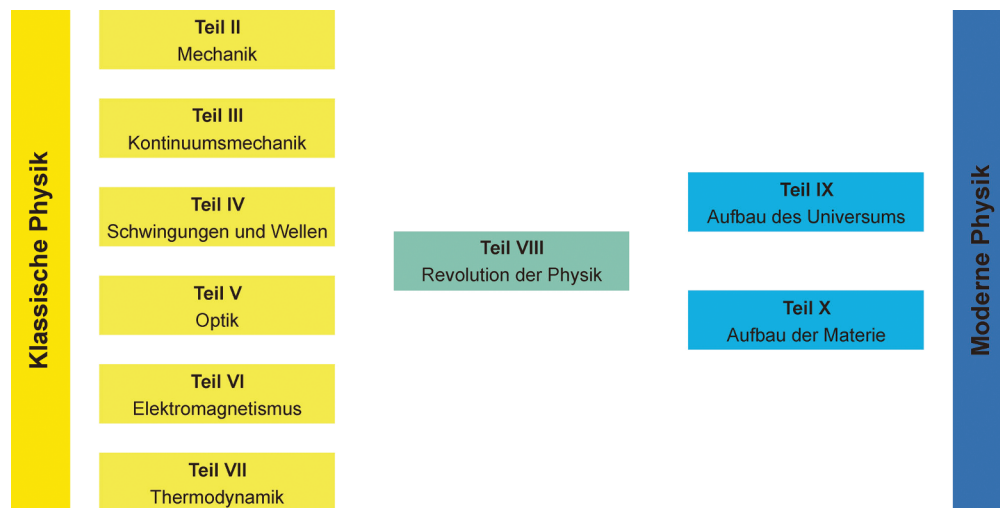 Klassische Physik
Teil II
Mechanik
Teil III
Kontinuumsmechanik
Teil IV
Schwingungen und Wellen
Teil V
Optik
Teil VI
Elektromagnetismus
Teil VII
Thermodynamik
Teil VIII
Revolution der Physik
Teil IX
Aufbau des Universums
Teil X
Aufbau der Materie
Moderne Physik